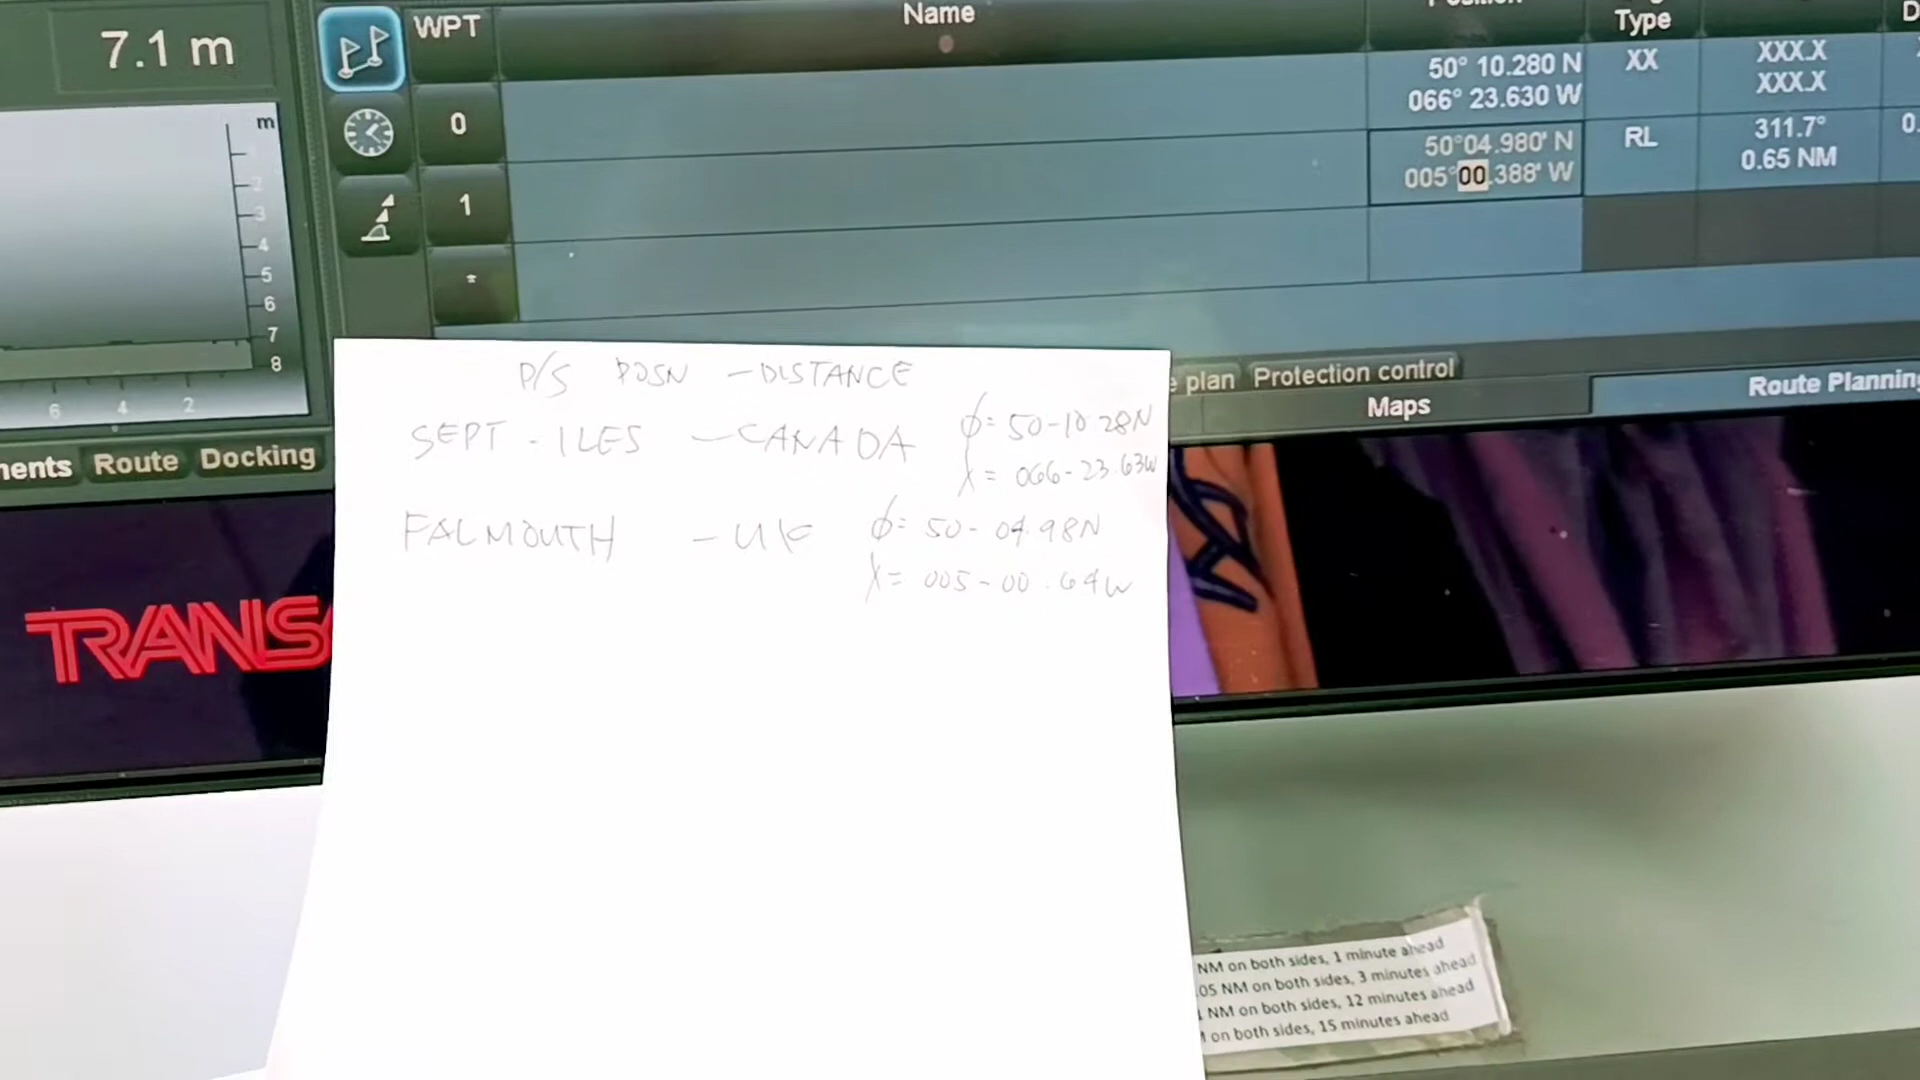 7.1 m
WPT
Name
Type
50° 10.280 N
066° 23.630 W
XX
XXX.X
XXX.X
0
50°04.980' N
005°00.388' W
RL
311.7°
0.65 NM
0.
1
*
m
2
3
4
5
6
7
8
6 4 2
e plan
Protection control
Maps
Route Planning
nents
Route
Docking
P/S POSN - DISTANCE
SEPT - ILES - CANADA
φ= 50-10.28N
λ= 066-23.63W
FALMOUTH - UK
φ= 50-04.98N
λ= 005-00.64W
TRANS
NM on both sides, 1 minute ahead
05 NM on both sides, 3 minutes ahead
1 NM on both sides, 12 minutes ahead
on both sides, 15 minutes ahead